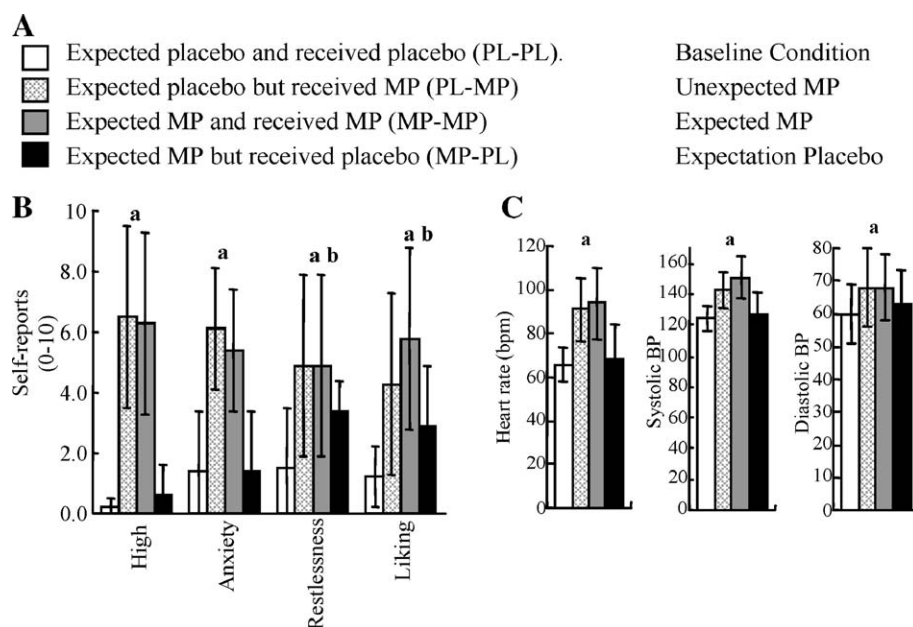 A
Expected placebo and received placebo (PL-PL). Baseline Condition
Expected placebo but received MP (PL-MP) Unexpected MP
Expected MP and received MP (MP-MP) Expected MP
Expected MP but received placebo (MP-PL) Expectation Placebo
B
Self-reports
(0-10)
10
8.0
6.0
4.0
2.0
0.0
a
a
a b
a b
High
Anxiety
Restlessness
Liking
C
Heart rate (bpm)
120
100
80
60
40
20
0
a
Systolic BP
160
140
120
100
80
60
40
20
0
a
Diastolic BP
80
70
60
50
40
30
20
10
0
a